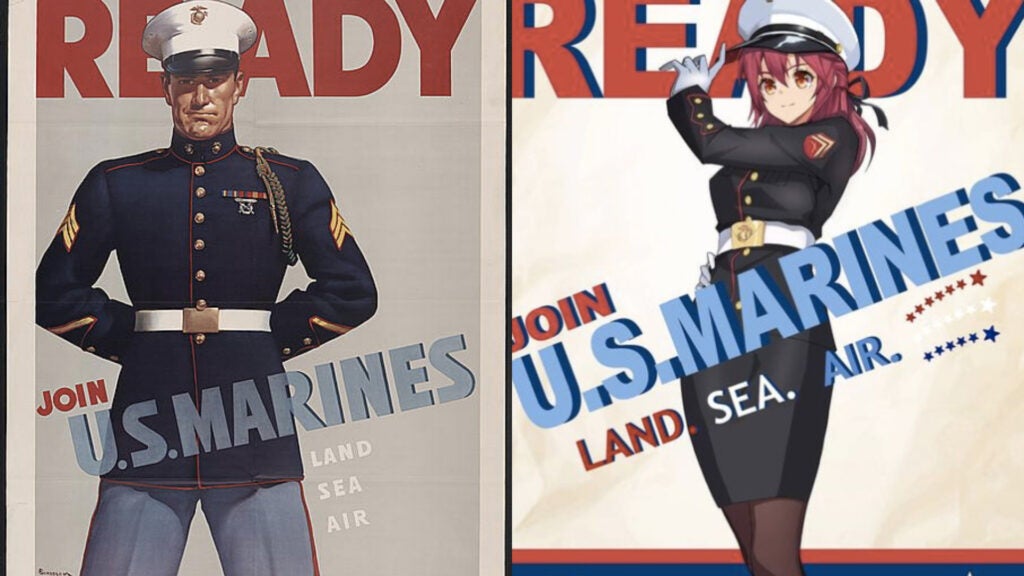 READY
JOIN
U.S. MARINES
LAND
SEA
AIR
READY
JOIN
U.S. MARINES
LAND. SEA. AIR.